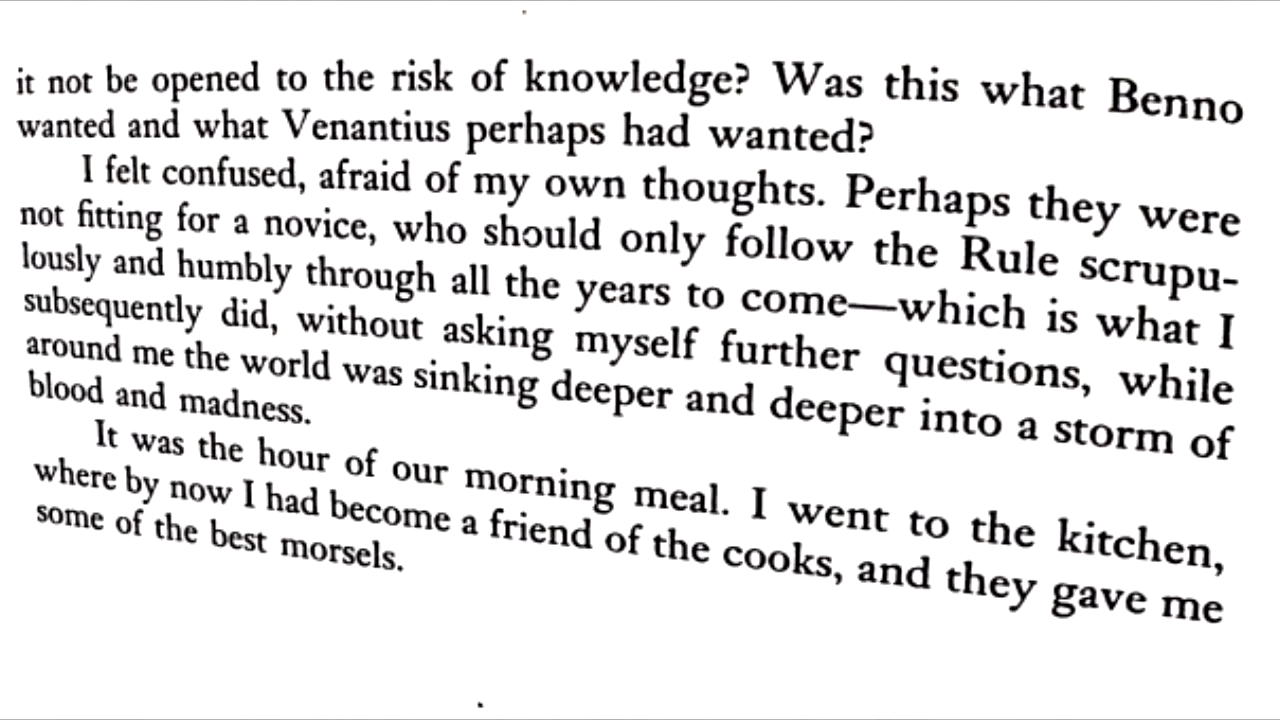 it not be opened to the risk of knowledge? Was this what Benno
wanted and what Venantius perhaps had wanted?
I felt confused, afraid of my own thoughts. Perhaps they were
not fitting for a novice, who should only follow the Rule scrupu-
lously and humbly through all the years to come—which is what I
subsequently did, without asking myself further questions, while
around me the world was sinking deeper and deeper into a storm of
blood and madness.
It was the hour of our morning meal. I went to the kitchen,
where by now I had become a friend of the cooks, and they gave me
some of the best morsels.